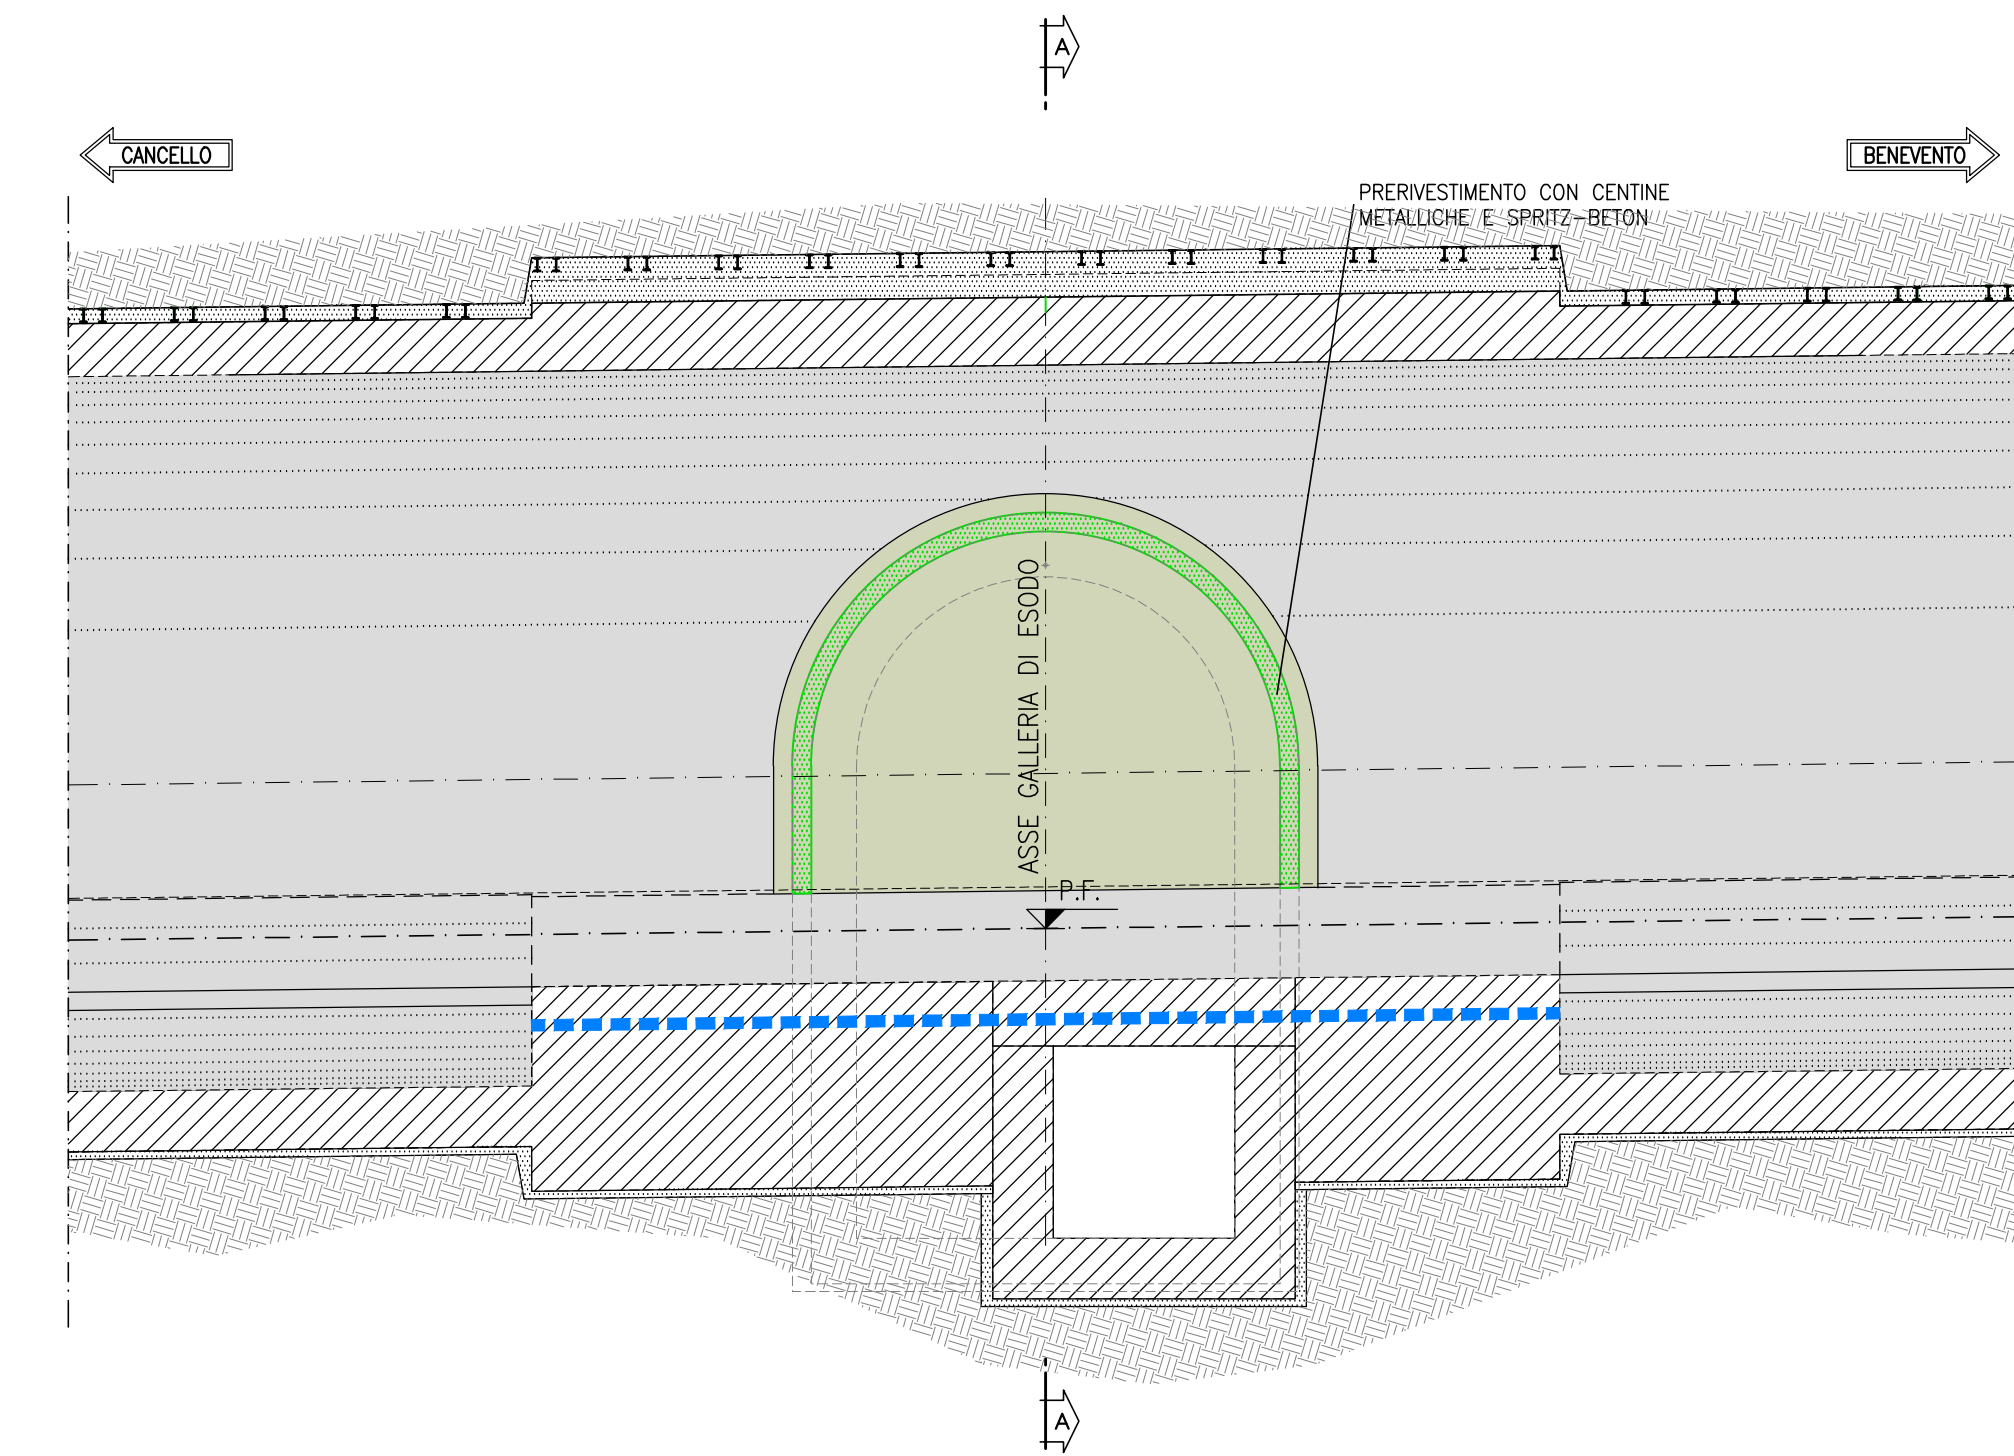 A
CANCELLO
BENEVENTO
PRERIVESTIMENTO CON CENTINE
METALLICHE E SPRITZ-BETON
ASSE GALLERIA DI ESODO
P.F.
A